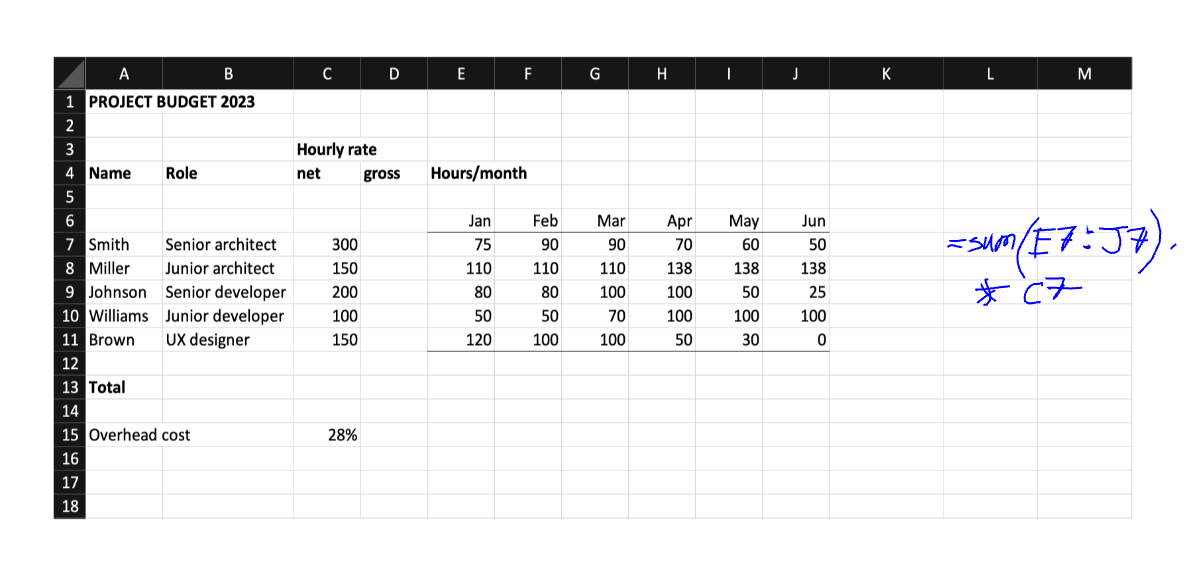 A B C D E F G H I J K L M
1 PROJECT BUDGET 2023
2
3 Hourly rate
4 Name Role net gross Hours/month
5
6 Jan Feb Mar Apr May Jun
7 Smith Senior architect 300 75 90 90 70 60 50 =sum(E7:J7).
8 Miller Junior architect 150 110 110 110 138 138 138
9 Johnson Senior developer 200 80 80 100 100 50 25 * C7
10 Williams Junior developer 100 50 50 70 100 100 100
11 Brown UX designer 150 120 100 100 50 30 0
12
13 Total
14
15 Overhead cost 28%
16
17
18